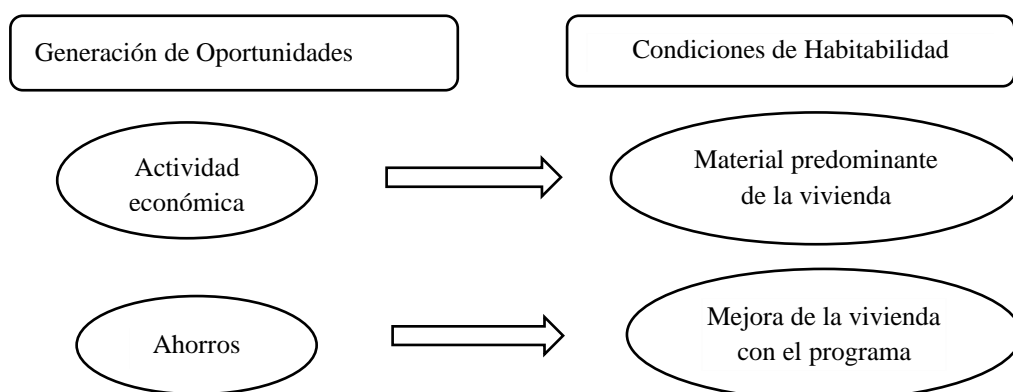 Generación de Oportunidades
Condiciones de Habitabilidad
Actividad
económica
Material predominante
de la vivienda
Ahorros
Mejora de la vivienda
con el programa